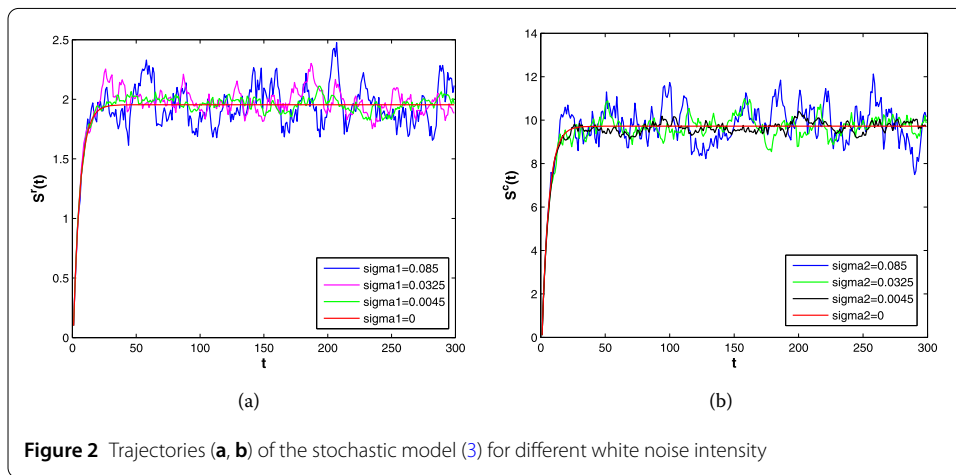 2.5
2
1.5
1
0.5
0
0 50 100 150 200 250 300
S^r(t)
t
sigma1=0.085
sigma1=0.0325
sigma1=0.0045
sigma1=0
(a)
14
12
10
8
6
4
2
0
0 50 100 150 200 250 300
S^c(t)
t
sigma2=0.085
sigma2=0.0325
sigma2=0.0045
sigma2=0
(b)
Figure 2 Trajectories (a, b) of the stochastic model (3) for different white noise intensity